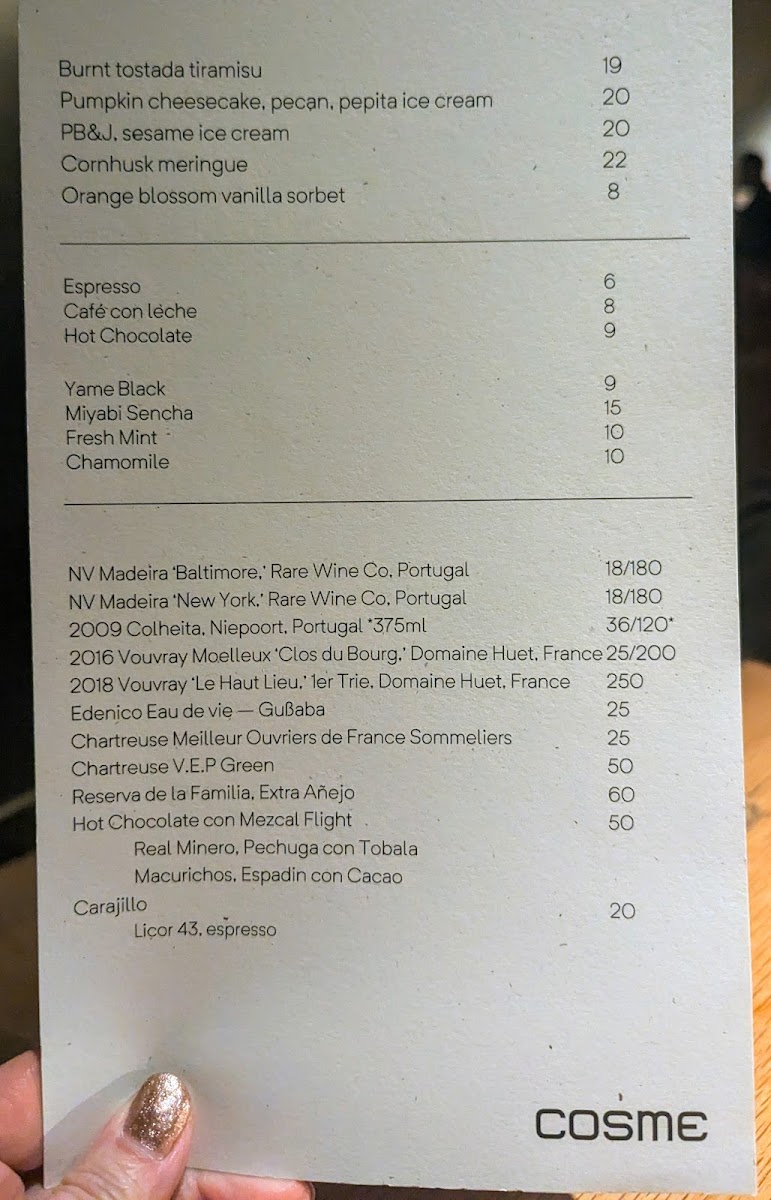 Burnt tostada tiramisu 19
Pumpkin cheesecake, pecan, pepita ice cream 20
PB&J, sesame ice cream 20
Cornhusk meringue 22
Orange blossom vanilla sorbet 8
Espresso 6
Café con leche 8
Hot Chocolate 9
Yame Black 9
Miyabi Sencha 15
Fresh Mint 10
Chamomile 10
NV Madeira ‘Baltimore,’ Rare Wine Co, Portugal 18/180
NV Madeira ‘New York,’ Rare Wine Co, Portugal 18/180
2009 Colheita, Niepoort, Portugal *375ml 36/120*
2016 Vouvray Moelleux ‘Clos du Bourg,’ Domaine Huet, France 25/200
2018 Vouvray ‘Le Haut Lieu,’ 1er Trie, Domaine Huet, France 250
Edenico Eau de vie — Gußaba 25
Chartreuse Meilleur Ouvriers de France Sommeliers 25
Chartreuse V.E.P Green 50
Reserva de la Familia, Extra Añejo 60
Hot Chocolate con Mezcal Flight 50
Real Minero, Pechuga con Tobala
Macurichos, Espadin con Cacao
Carajillo 20
Licor 43, espresso
COSME